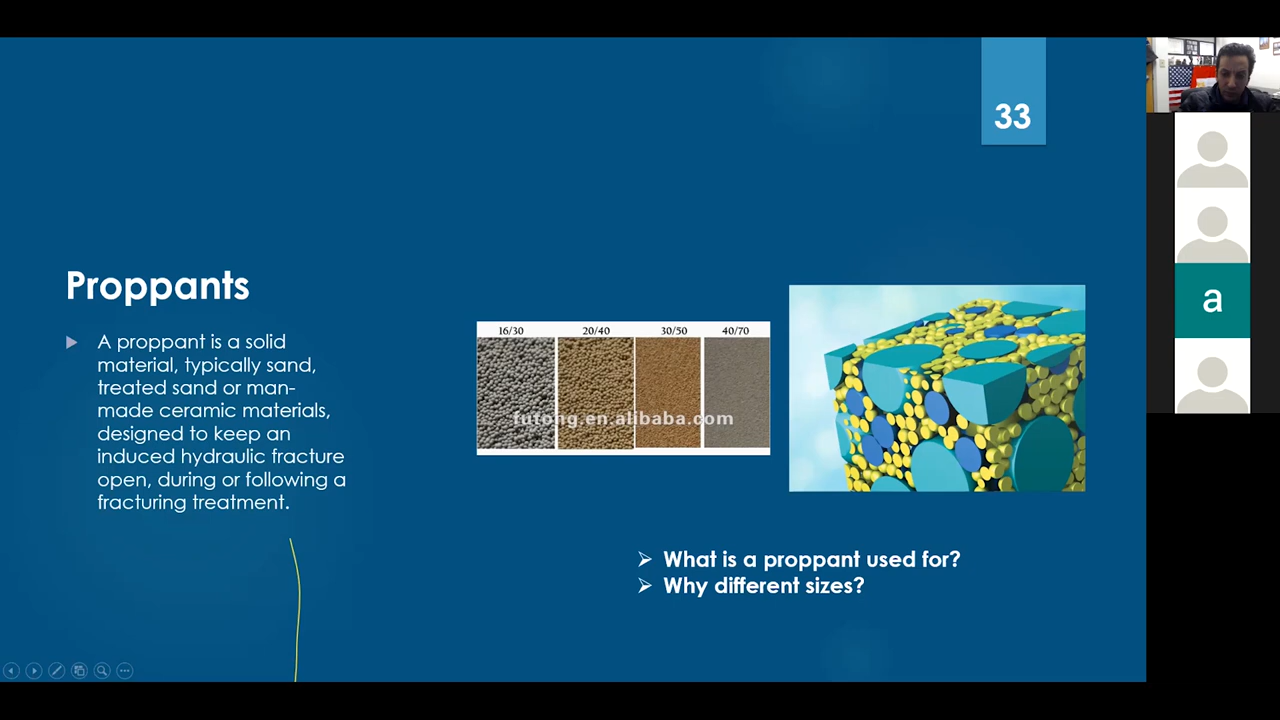 33
Proppants
A proppant is a solid
material, typically sand,
treated sand or man-
made ceramic materials,
designed to keep an
induced hydraulic fracture
open, during or following a
fracturing treatment.
16/30 20/40 30/50 40/70
futong.en.alibaba.com
What is a proppant used for?
Why different sizes?
a